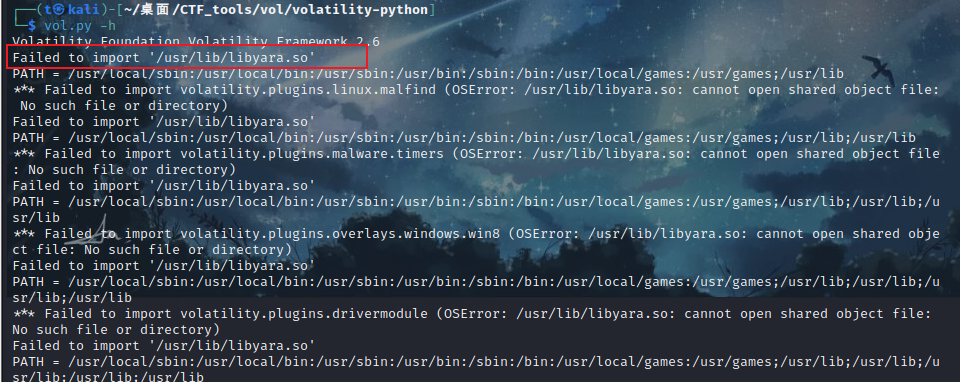 ┌──(t㉿kali)-[~/桌面/CTF_tools/vol/volatility-python]
└─$ vol.py -h
Volatility Foundation Volatility Framework 2.6
Failed to import '/usr/lib/libyara.so'
PATH = /usr/local/sbin:/usr/local/bin:/usr/sbin:/usr/bin:/sbin:/bin:/usr/local/games:/usr/games;/usr/lib
*** Failed to import volatility.plugins.linux.malfind (OSError: /usr/lib/libyara.so: cannot open shared object file:
 No such file or directory)
Failed to import '/usr/lib/libyara.so'
PATH = /usr/local/sbin:/usr/local/bin:/usr/sbin:/usr/bin:/sbin:/bin:/usr/local/games:/usr/games;/usr/lib;/usr/lib
*** Failed to import volatility.plugins.malware.timers (OSError: /usr/lib/libyara.so: cannot open shared object file
: No such file or directory)
Failed to import '/usr/lib/libyara.so'
PATH = /usr/local/sbin:/usr/local/bin:/usr/sbin:/usr/bin:/sbin:/bin:/usr/local/games:/usr/games;/usr/lib;/usr/lib;/u
sr/lib
*** Failed to import volatility.plugins.overlays.windows.win8 (OSError: /usr/lib/libyara.so: cannot open shared obje
ct file: No such file or directory)
Failed to import '/usr/lib/libyara.so'
PATH = /usr/local/sbin:/usr/local/bin:/usr/sbin:/usr/bin:/sbin:/bin:/usr/local/games:/usr/games;/usr/lib;/usr/lib;/u
sr/lib;/usr/lib
*** Failed to import volatility.plugins.drivermodule (OSError: /usr/lib/libyara.so: cannot open shared object file:
No such file or directory)
Failed to import '/usr/lib/libyara.so'
PATH = /usr/local/sbin:/usr/local/bin:/usr/sbin:/usr/bin:/sbin:/bin:/usr/local/games:/usr/games;/usr/lib;/usr/lib;/u
sr/lib;/usr/lib;/usr/lib